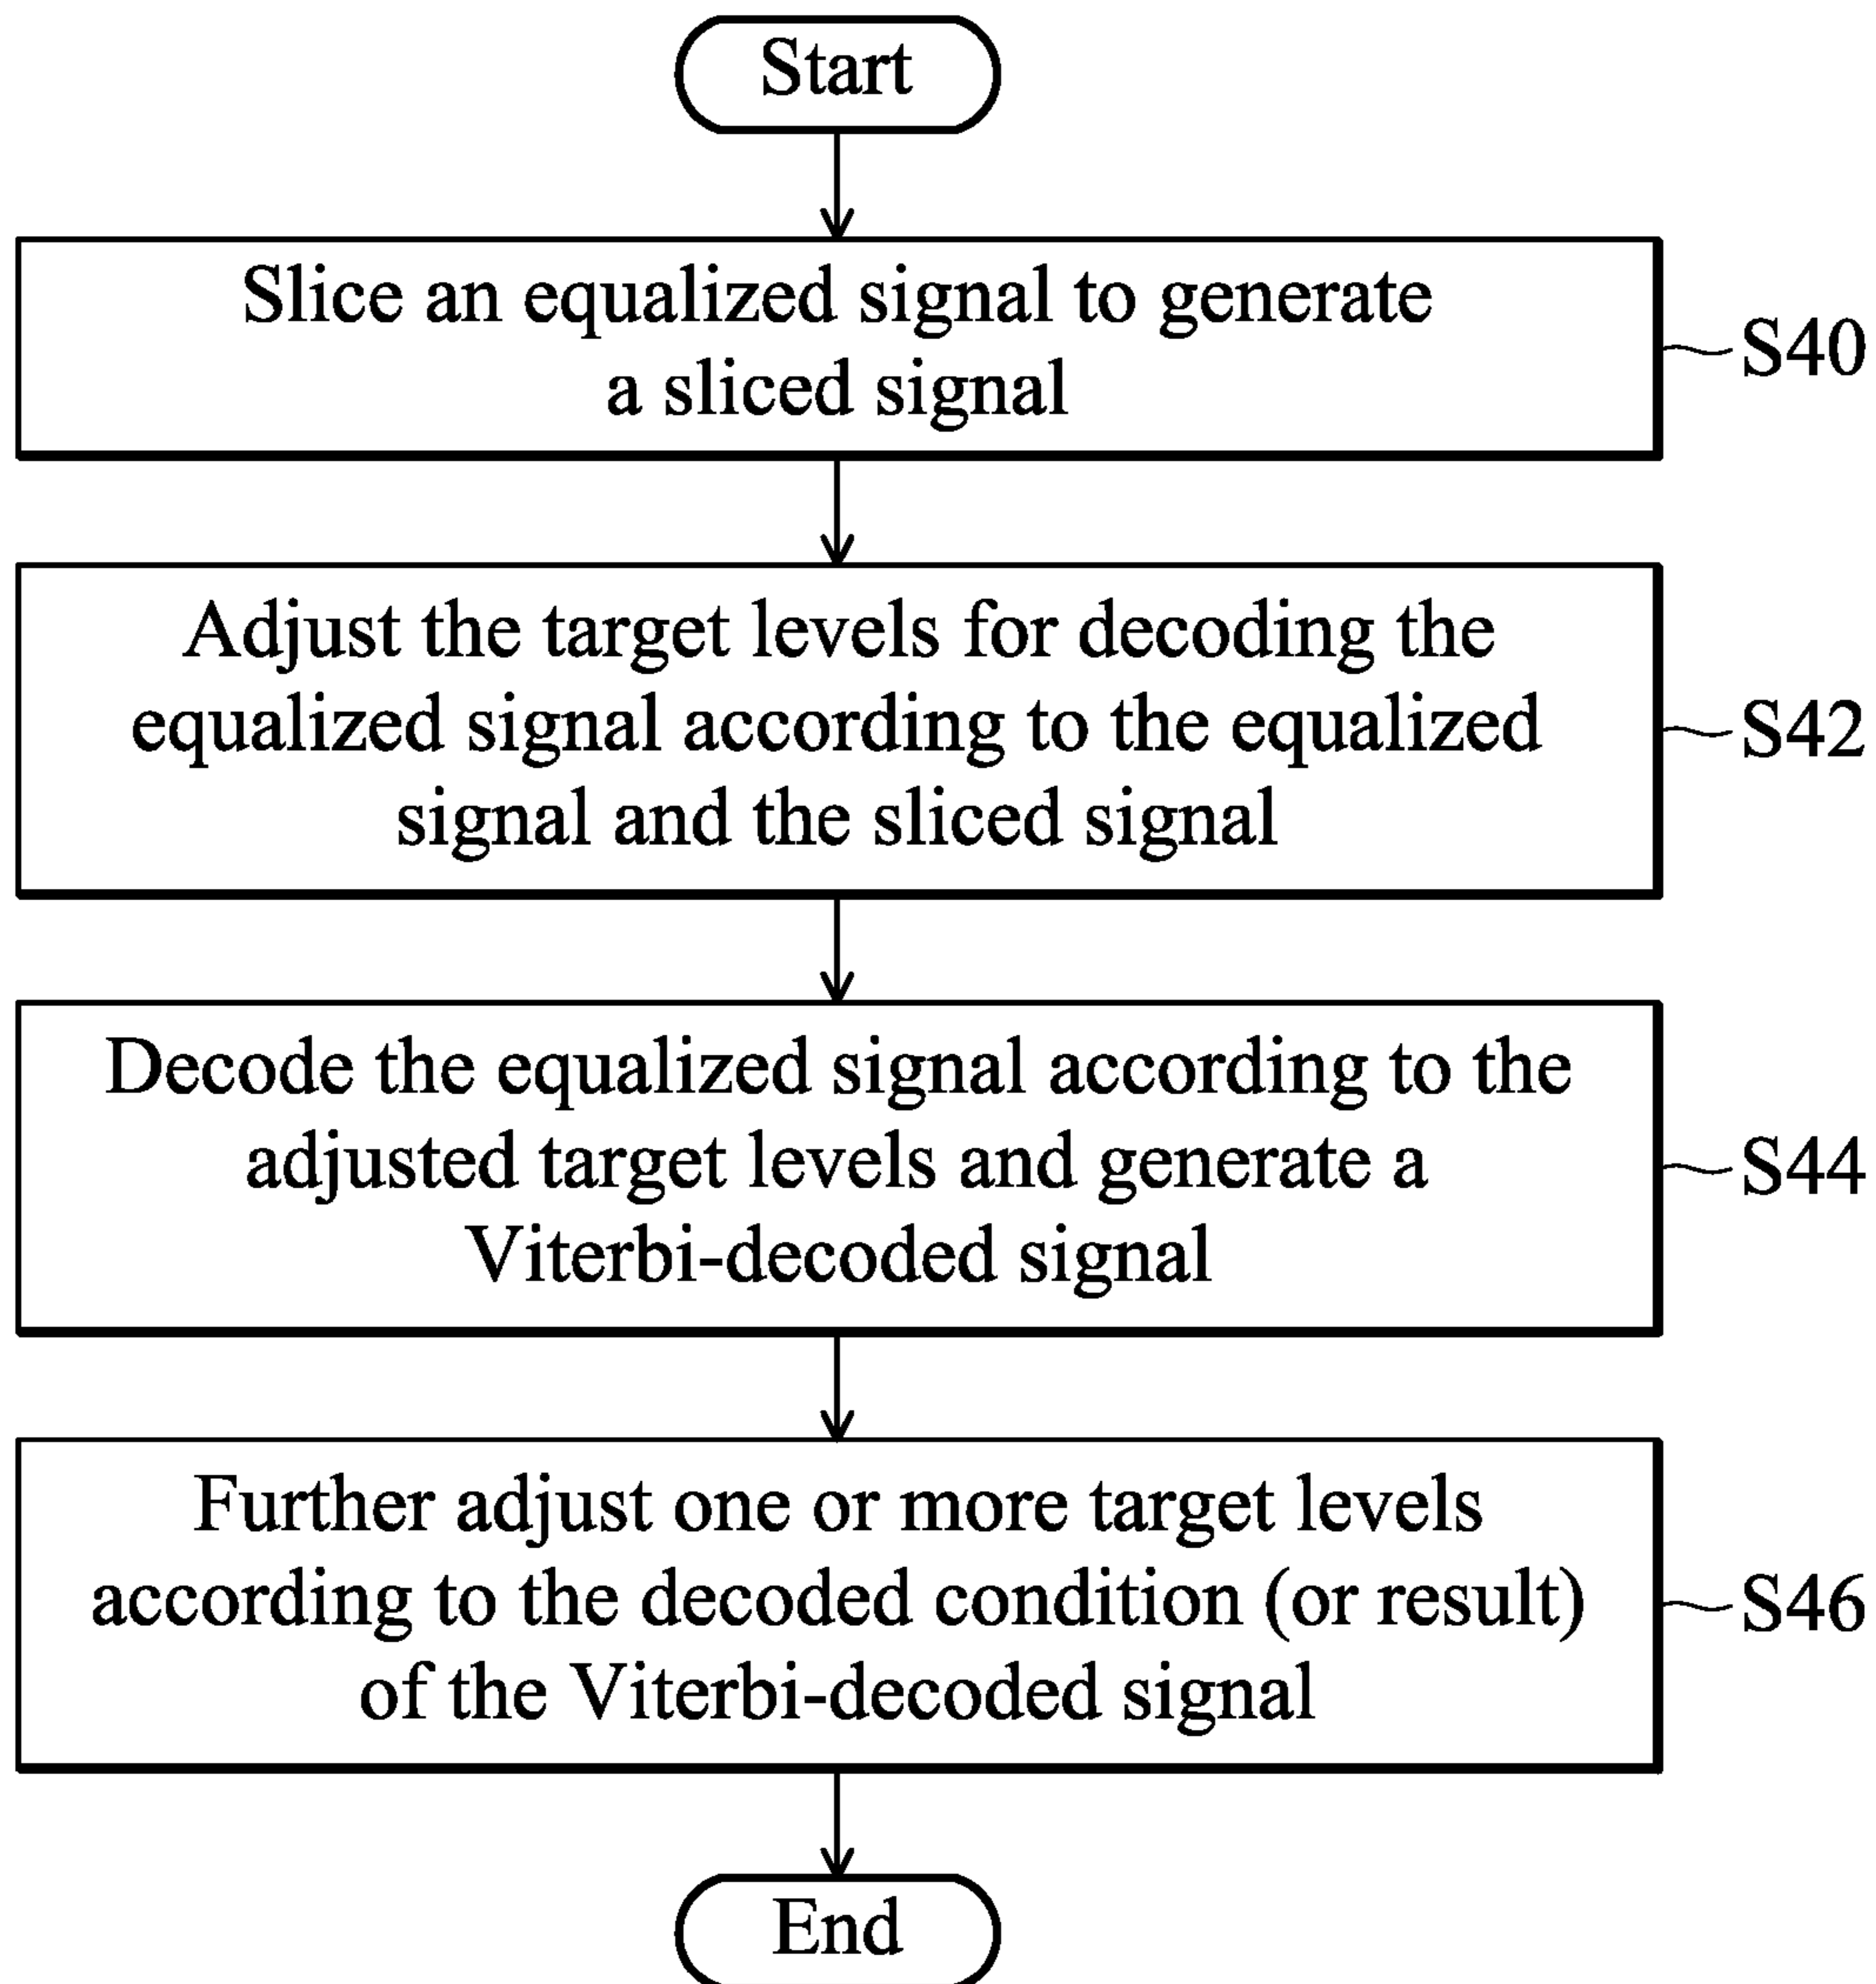 Start
Slice an equalized signal to generate
a sliced signal
S40
Adjust the target levels for decoding the
equalized signal according to the equalized
signal and the sliced signal
S42
Decode the equalized signal according to the
adjusted target levels and generate a
Viterbi-decoded signal
S44
Further adjust one or more target levels
according to the decoded condition (or result)
of the Viterbi-decoded signal
S46
End